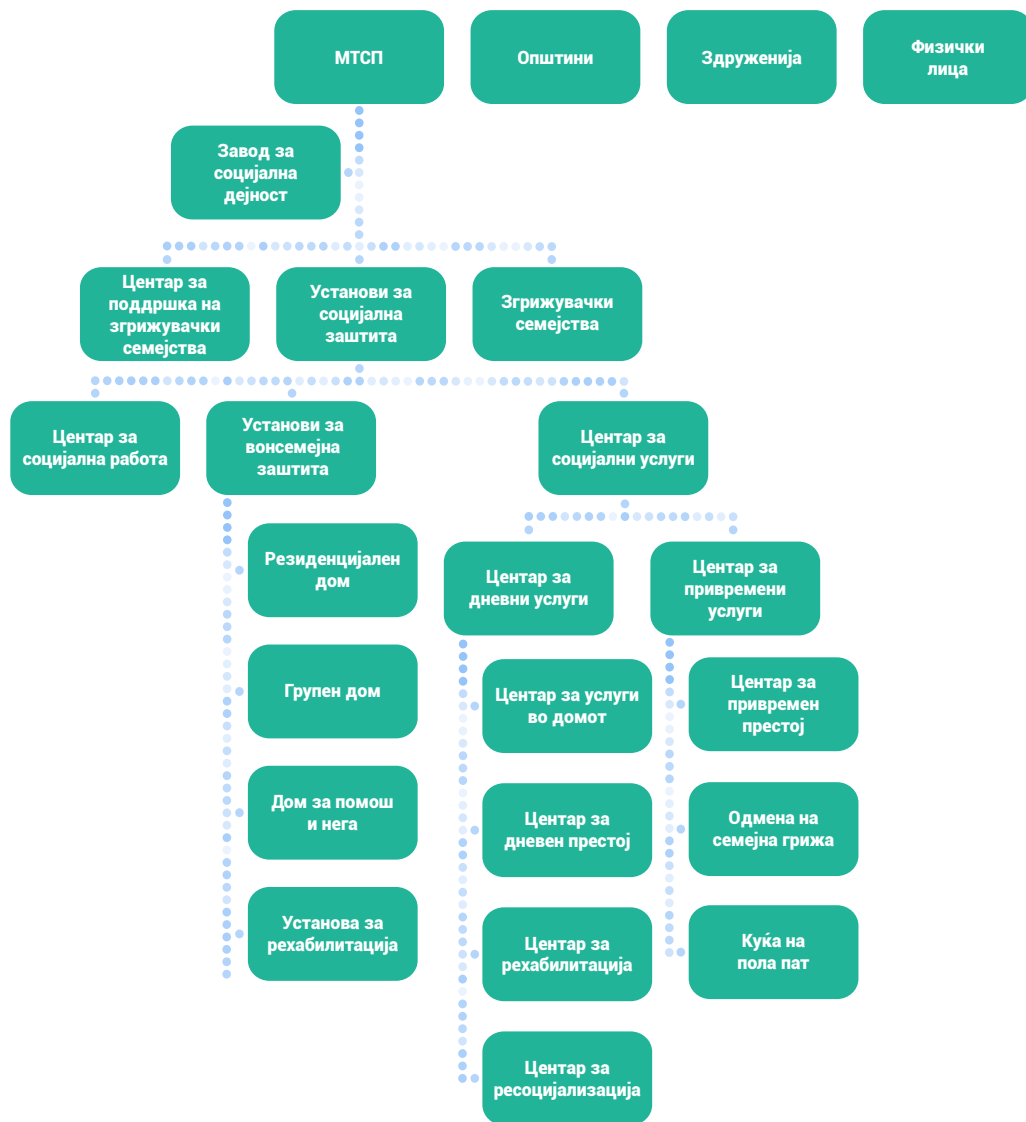 МТСП
Општини
Здруженија
Физички
лица
Завод за
социјална
дејност
Центар за
поддршка на
згрижувачки
семејства
Установи за
социјална
заштита
Згрижувачки
семејства
Центар за
социјална работа
Установи за
вонсемејна
заштита
Центар за
социјални услуги
Резиденцијален
дом
Групен дом
Дом за помош
и нега
Установа за
рехабилитација
Центар за
дневни услуги
Центар за
привремени
услуги
Центар за услуги
во домот
Центар за
дневен престој
Центар за
рехабилитација
Центар за
ресоцијализација
Центар за
привремен
престој
Одмена на
семејна грижа
Куќа на
пола пат